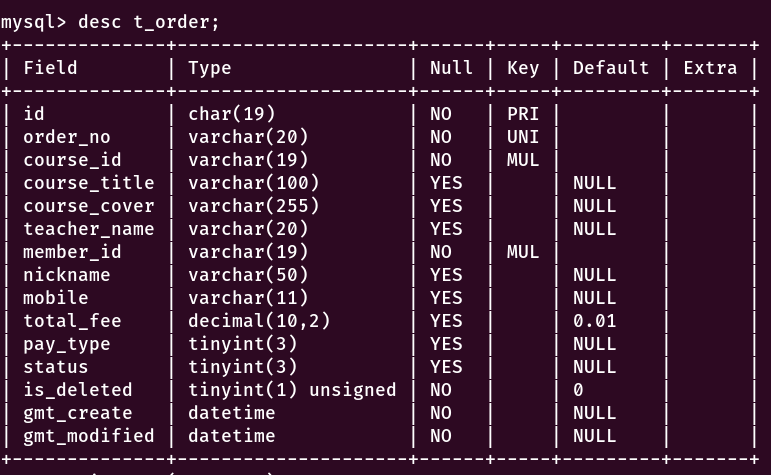 mysql> desc t_order;
+--------------+---------------------+------+-----+---------+-------+
| Field        | Type                | Null | Key | Default | Extra |
+--------------+---------------------+------+-----+---------+-------+
| id           | char(19)            | NO   | PRI |         |       |
| order_no     | varchar(20)         | NO   | UNI |         |       |
| course_id    | varchar(19)         | NO   | MUL |         |       |
| course_title | varchar(100)        | YES  |     | NULL    |       |
| course_cover | varchar(255)        | YES  |     | NULL    |       |
| teacher_name | varchar(20)         | YES  |     | NULL    |       |
| member_id    | varchar(19)         | NO   | MUL |         |       |
| nickname     | varchar(50)         | YES  |     | NULL    |       |
| mobile       | varchar(11)         | YES  |     | NULL    |       |
| total_fee    | decimal(10,2)       | YES  |     | 0.01    |       |
| pay_type     | tinyint(3)          | YES  |     | NULL    |       |
| status       | tinyint(3)          | YES  |     | NULL    |       |
| is_deleted   | tinyint(1) unsigned | NO   |     | 0       |       |
| gmt_create   | datetime            | NO   |     | NULL    |       |
| gmt_modified | datetime            | NO   |     | NULL    |       |
+--------------+---------------------+------+-----+---------+-------+